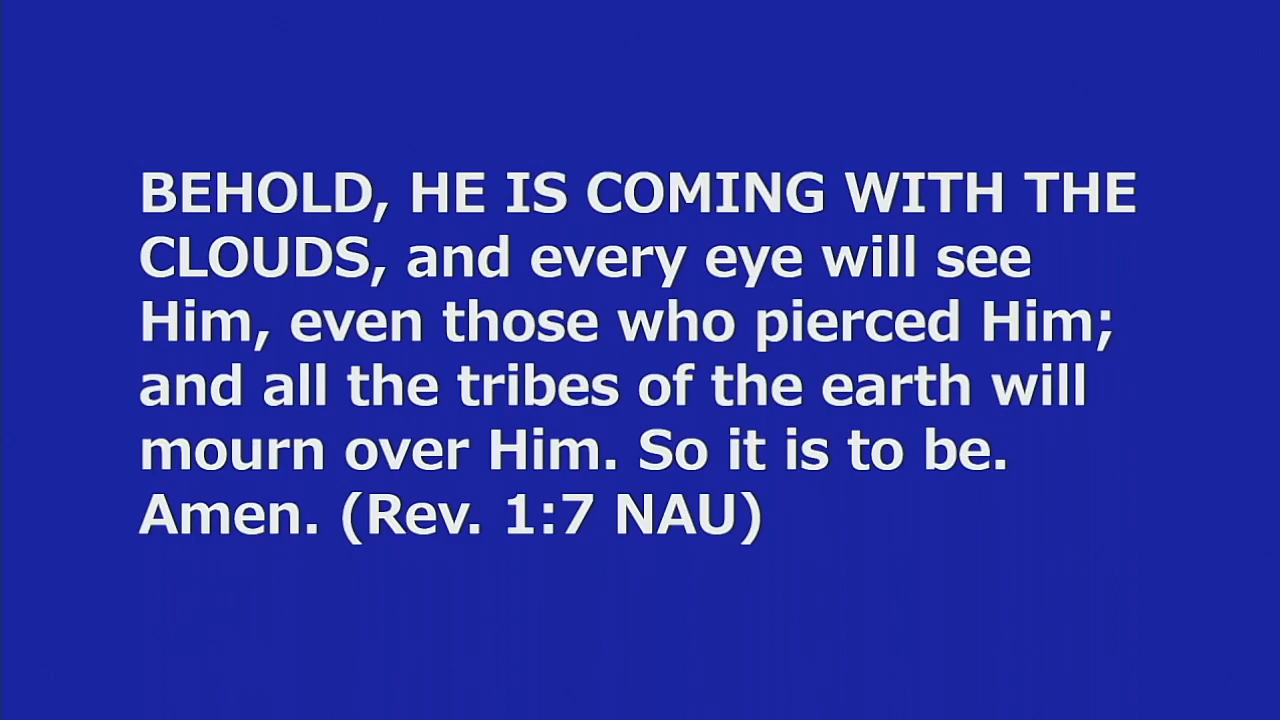 BEHOLD, HE IS COMING WITH THE
CLOUDS, and every eye will see
Him, even those who pierced Him;
and all the tribes of the earth will
mourn over Him. So it is to be.
Amen. (Rev. 1:7 NAU)